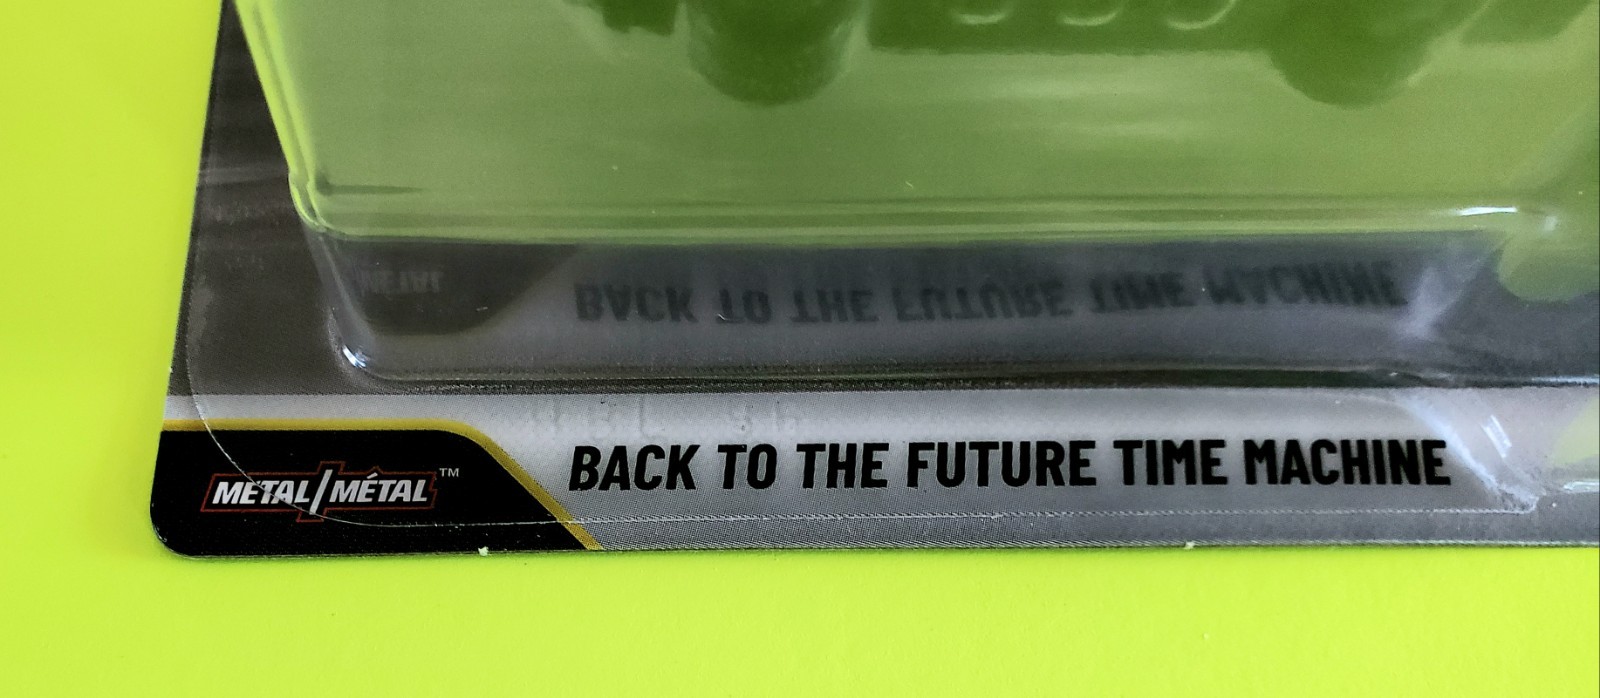 METAL/MÉTAL™
BACK TO THE FUTURE TIME MACHINE